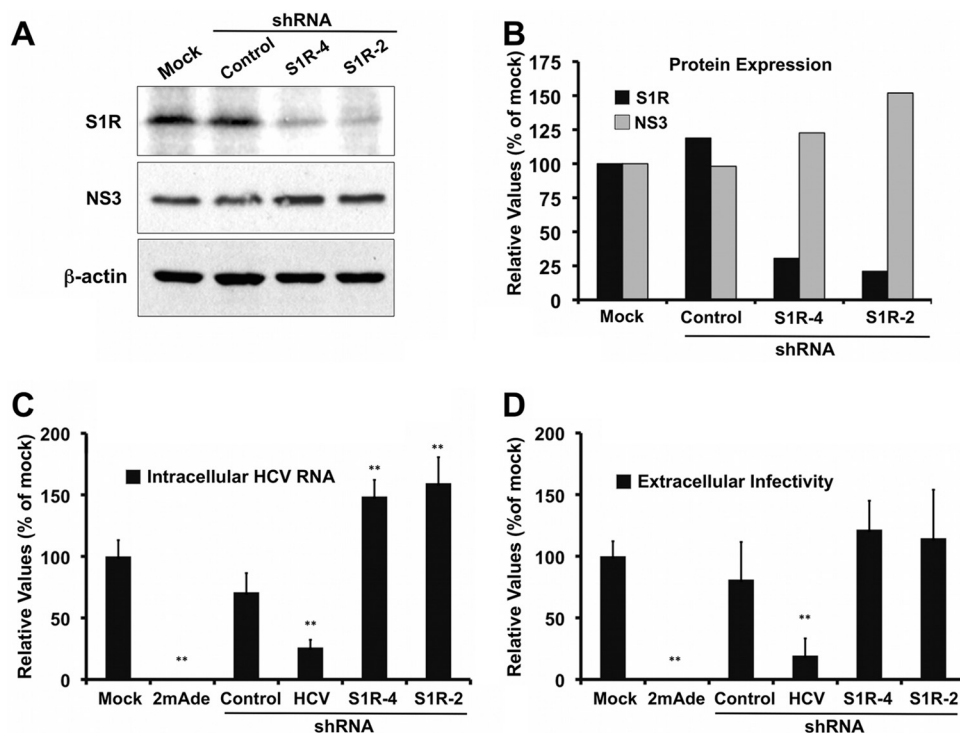 A
shRNA
Mock Control S1R-4 S1R-2
S1R
NS3
β-actin
B
Protein Expression
S1R
NS3
Relative Values (% of mock)
175
150
125
100
75
50
25
0
Mock Control S1R-4 S1R-2
shRNA
C
Intracellular HCV RNA
Relative Values (% of mock)
200
150
100
50
0
**
**
**
**
Mock 2mAde Control HCV S1R-4 S1R-2
shRNA
D
Extracellular Infectivity
Relative Values (%of mock)
200
150
100
50
0
**
**
Mock 2mAde Control HCV S1R-4 S1R-2
shRNA